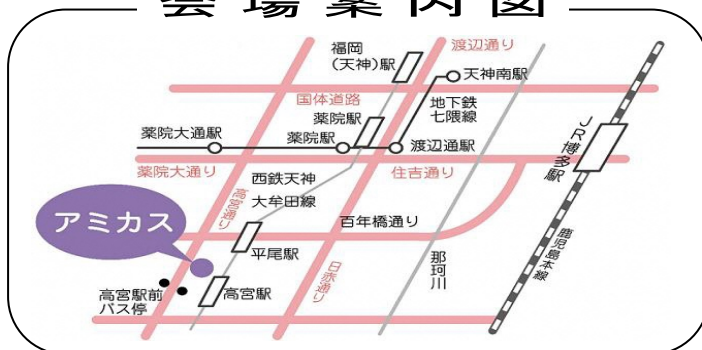 会場案内図
福岡
(天神)駅
渡辺通り
天神南駅
国体道路
地下鉄
七隈線
薬院駅
薬院大通駅
薬院駅
渡辺通駅
JR博多駅
薬院大通り
住吉通り
西鉄天神
大牟田線
高宮通り
アミカス
百年橋通り
平尾駅
日赤通り
那珂川
鹿児島本線
高宮駅前
バス停
高宮駅